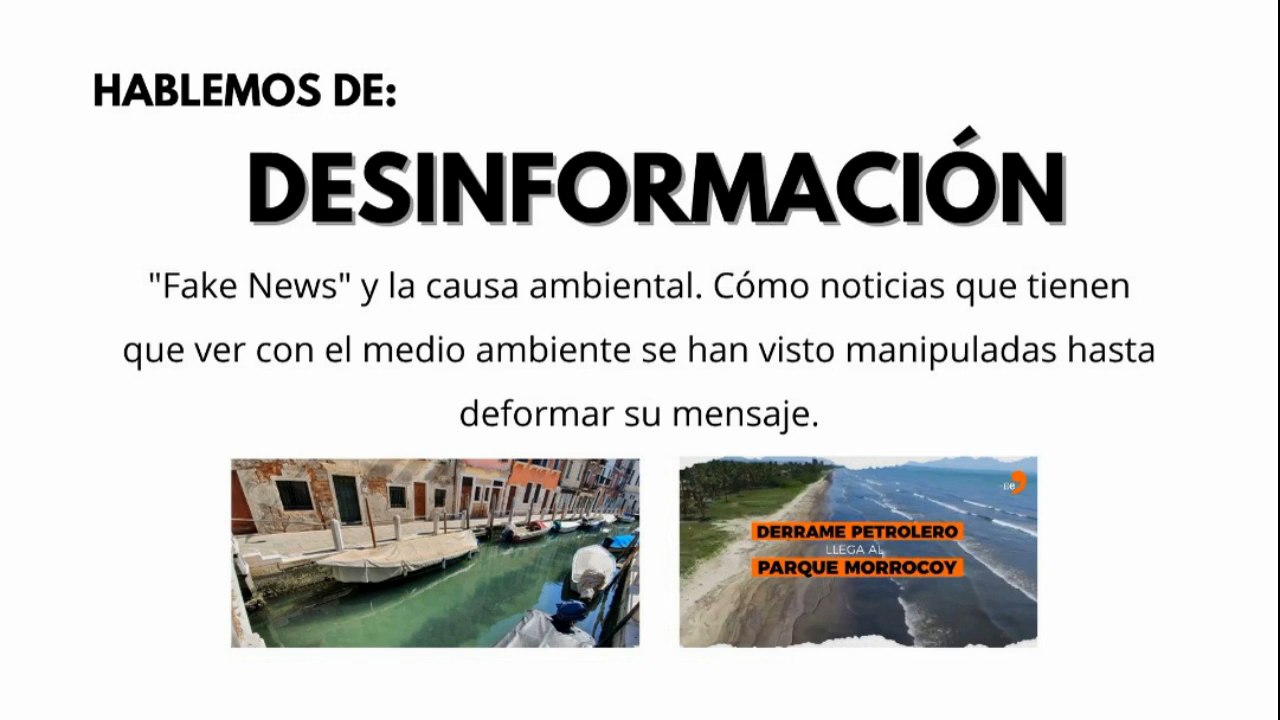 HABLEMOS DE:
DESINFORMACIÓN
"Fake News" y la causa ambiental. Cómo noticias que tienen
que ver con el medio ambiente se han visto manipuladas hasta
deformar su mensaje.
DERRAME PETROLERO
LLEGA AL
PARQUE MORROCOY